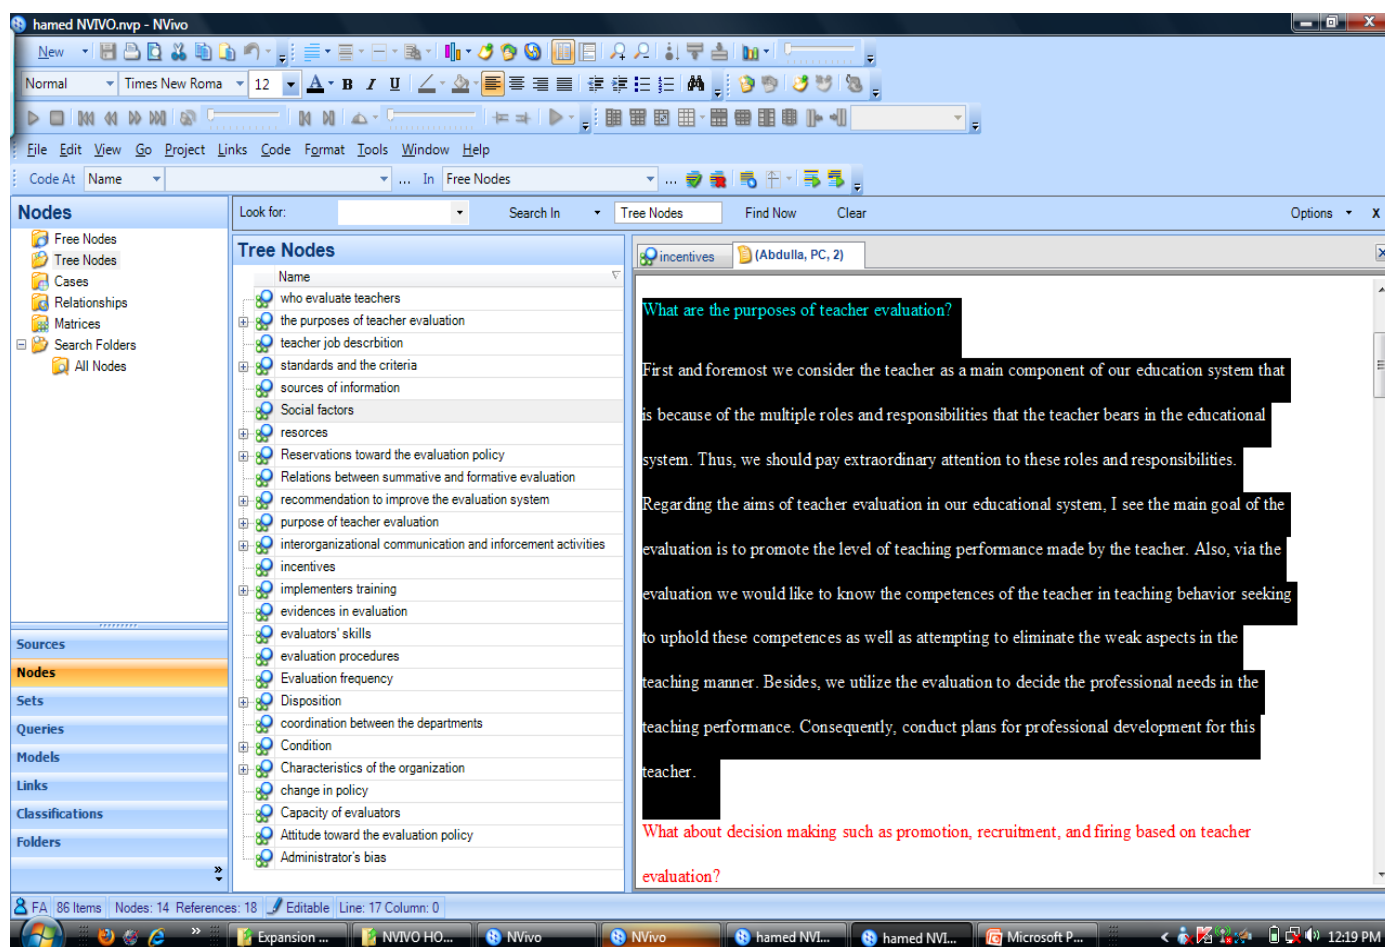 hamed NVIVO.nvp - NVivo
New
Normal Times New Roma 12 A B I U
File Edit View Go Project Links Code Format Tools Window Help
Code At Name ... In Free Nodes ...
Nodes
Look for: Search In Tree Nodes Find Now Clear Options x
Free Nodes
Tree Nodes
Cases
Relationships
Matrices
Search Folders
All Nodes
Sources
Nodes
Sets
Queries
Models
Links
Classifications
Folders
»
Tree Nodes
Name
who evaluate teachers
the purposes of teacher evaluation
teacher job descrbition
standards and the criteria
sources of information
Social factors
resorces
Reservations toward the evaluation policy
Relations between summative and formative evaluation
recommendation to improve the evaluation system
purpose of teacher evaluation
interorganizational communication and inforcement activities
incentives
implementers training
evidences in evaluation
evaluators' skills
evaluation procedures
Evaluation frequency
Disposition
coordination between the departments
Condition
Characteristics of the organization
change in policy
Capacity of evaluators
Attitude toward the evaluation policy
Administrator's bias
incentives (Abdulla, PC, 2)
What are the purposes of teacher evaluation?
First and foremost we consider the teacher as a main component of our education system that
is because of the multiple roles and responsibilities that the teacher bears in the educational
system. Thus, we should pay extraordinary attention to these roles and responsibilities.
Regarding the aims of teacher evaluation in our educational system, I see the main goal of the
evaluation is to promote the level of teaching performance made by the teacher. Also, via the
evaluation we would like to know the competences of the teacher in teaching behavior seeking
to uphold these competences as well as attempting to eliminate the weak aspects in the
teaching manner. Besides, we utilize the evaluation to decide the professional needs in the
teaching performance. Consequently, conduct plans for professional development for this
teacher.
What about decision making such as promotion, recruitment, and firing based on teacher
evaluation?
FA 86 Items Nodes: 14 References: 18 Editable Line: 17 Column: 0
» Expansion ... NVIVO HO... NVivo NVivo hamed NVI... hamed NVI... Microsoft P... < 12:19 PM